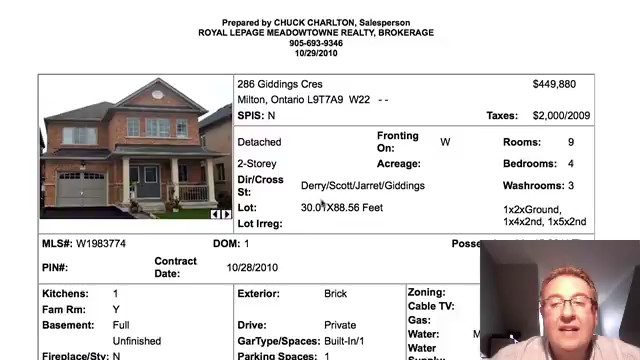 Prepared by CHUCK CHARLTON, Salesperson
ROYAL LEPAGE MEADOWTOWNE REALTY, BROKERAGE
905-693-9346
10/29/2010
286 Giddings Cres $449,880
Milton, Ontario L9T7A9 W22 - -
SPIS: N Taxes: $2,000/2009
Detached Fronting On: W Rooms: 9
2-Storey Acreage: Bedrooms: 4
Dir/Cross St: Derry/Scott/Jarret/Giddings Washrooms: 3
Lot: 30.01X88.56 Feet 1x2xGround,
Lot Irreg: 1x4x2nd, 1x5x2nd
MLS#: W1983774 DOM: 1
PIN#: Contract Date: 10/28/2010
Kitchens: 1 Exterior: Brick Zoning:
Fam Rm: Y Cable TV:
Basement: Full Drive: Private Gas:
Unfinished GarType/Spaces: Built-In/1 Water:
Fireplace/Stv: N Parking Spaces: 1 Water